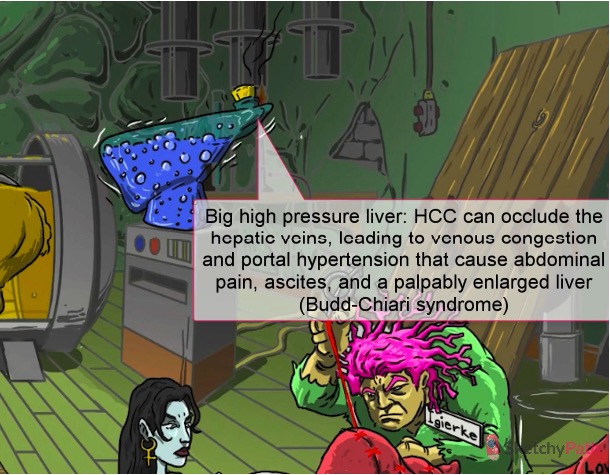 Big high pressure liver: HCC can occlude the
hepatic veins, leading to venous congestion
and portal hypertension that cause abdominal
pain, ascites, and a palpably enlarged liver
(Budd-Chiari syndrome)
Igierke
SketchyPath